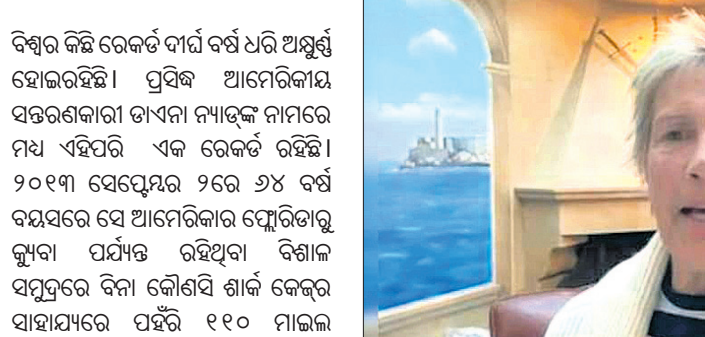 ବିଶ୍ୱର କିଛି ରେକର୍ଡ ଦୀର୍ଘ ବର୍ଷ ଧରି ଅକ୍ଷୁର୍ଣ୍ଣ
ହୋଇରହିଛି। ପ୍ରସିଦ୍ଧ ଆମେରିକୀୟ
ସନ୍ତରଣକାରୀ ଡାଏନା ନ୍ୟାଡ୍‌ଙ୍କ ନାମରେ
ମଧ୍ୟ ଏହିପରି ଏକ ରେକର୍ଡ ରହିଛି।
୨୦୧୩ ସେପ୍ଟେମ୍ୱର ୨ରେ ୬୪ ବର୍ଷ
ବୟସରେ ସେ ଆମେରିକାର ଫ୍ଲୋରିଡାରୁ
କ୍ୟୁବା ପର୍ଯ୍ୟନ୍ତ ରହିଥିବା ବିଶାଳ
ସମୁଦ୍ରରେ ବିନା କୌଣସି ଶାର୍କ କେଜ୍‌ର
ସାହାଯ୍ୟରେ ପହଁରି ୧୧୦ ମାଇଲ